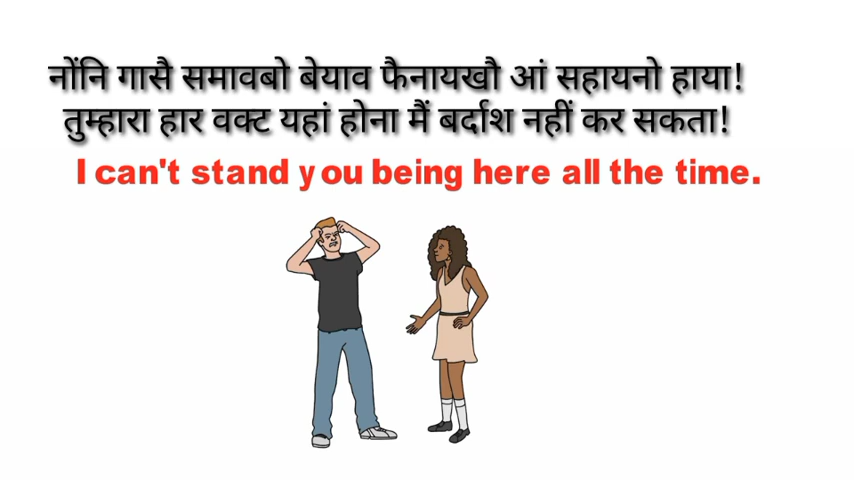 नोंनि गासै समावबो बेयाव फैनायखौ आं सहायनो हाया!
तुम्हारा हार वक्ट यहां होना मैं बर्दाश नहीं कर सकता!
I can't stand you being here all the time.